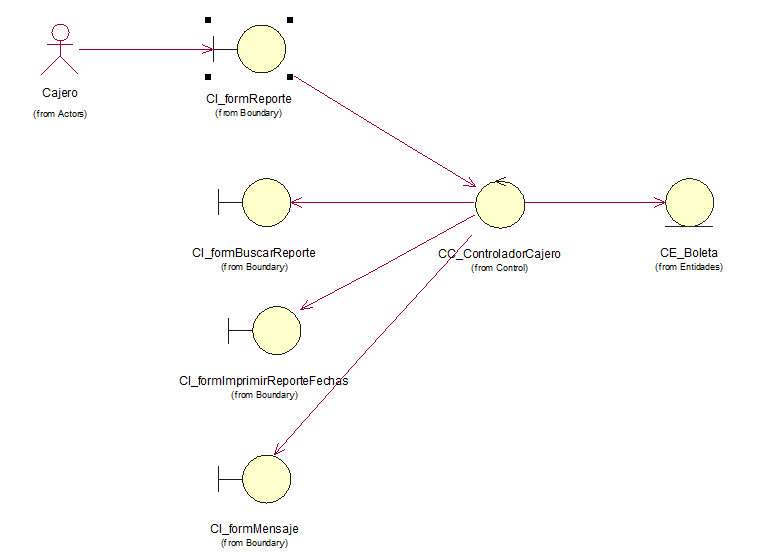 Cajero
(from Actors)
CI_formReporte
(from Boundary)
CI_formBuscarReporte
(from Boundary)
CC_ControladorCajero
(from Control)
CE_Boleta
(from Entidades)
CI_formImprimirReporteFechas
(from Boundary)
CI_formMensaje
(from Boundary)